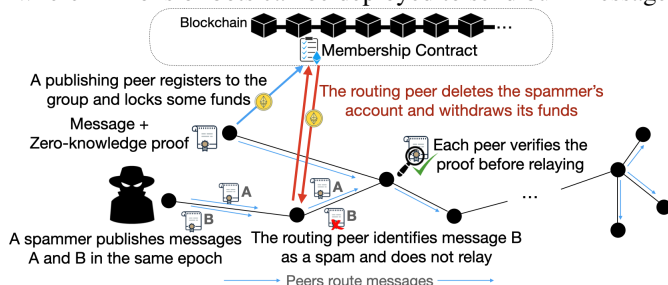 Blockchain
...
Membership Contract
A publishing peer registers to the
group and locks some funds
The routing peer deletes the spammer's
account and withdraws its funds
Message +
Zero-knowledge proof
Each peer verifies the
proof before relaying
A
A
...
B
B
A spammer publishes messages
A and B in the same epoch
The routing peer identifies message B
as a spam and does not relay
Peers route messages